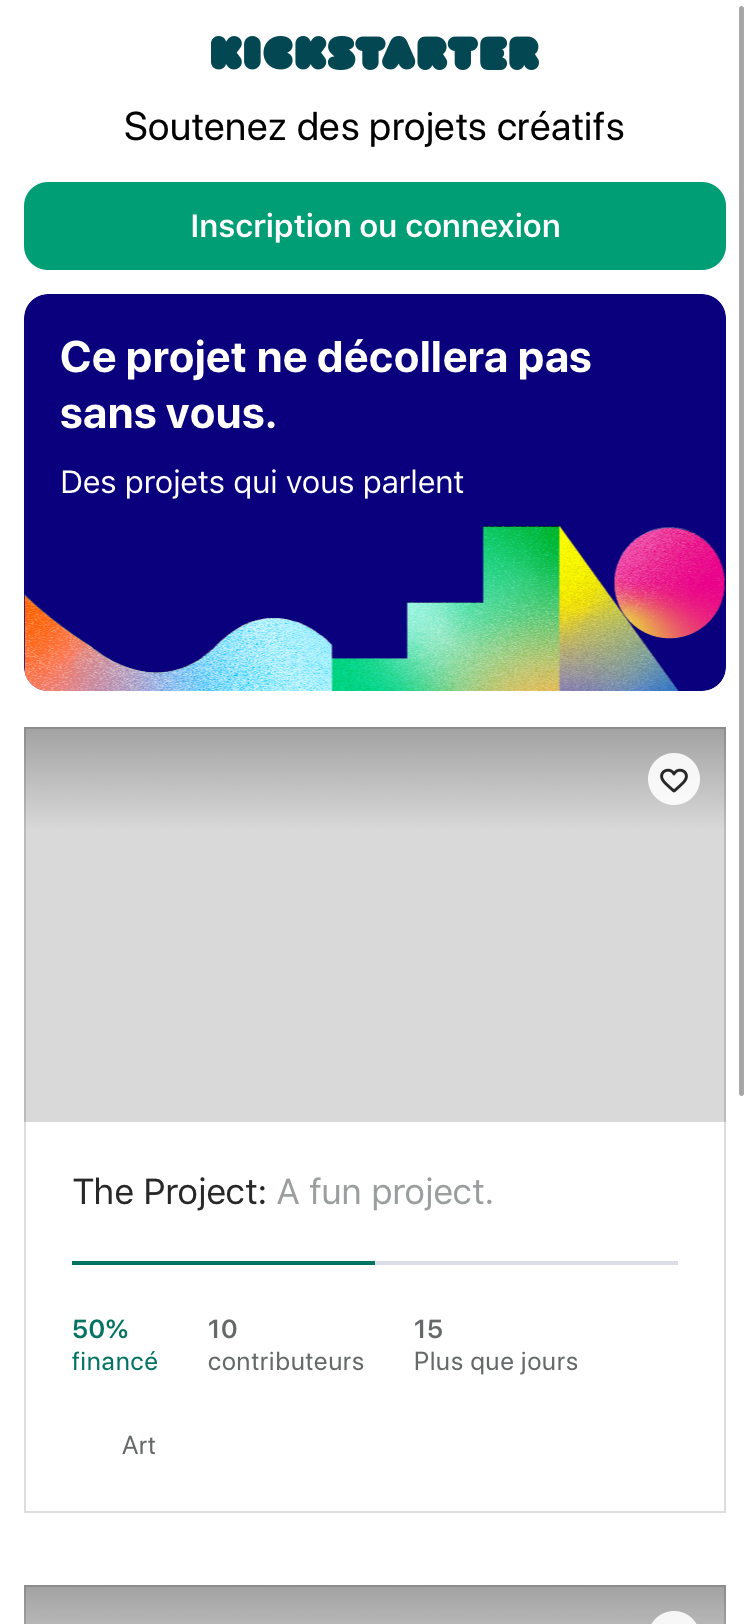 KICKSTARTER
Soutenez des projets créatifs
Inscription ou connexion
Ce projet ne décollera pas
sans vous.
Des projets qui vous parlent
The Project: A fun project.
50%
financé
10
contributeurs
15
Plus que jours
Art